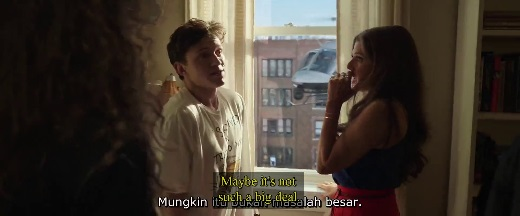 Maybe it's not
such a big deal.
Mungkin itu bukan masalah besar.